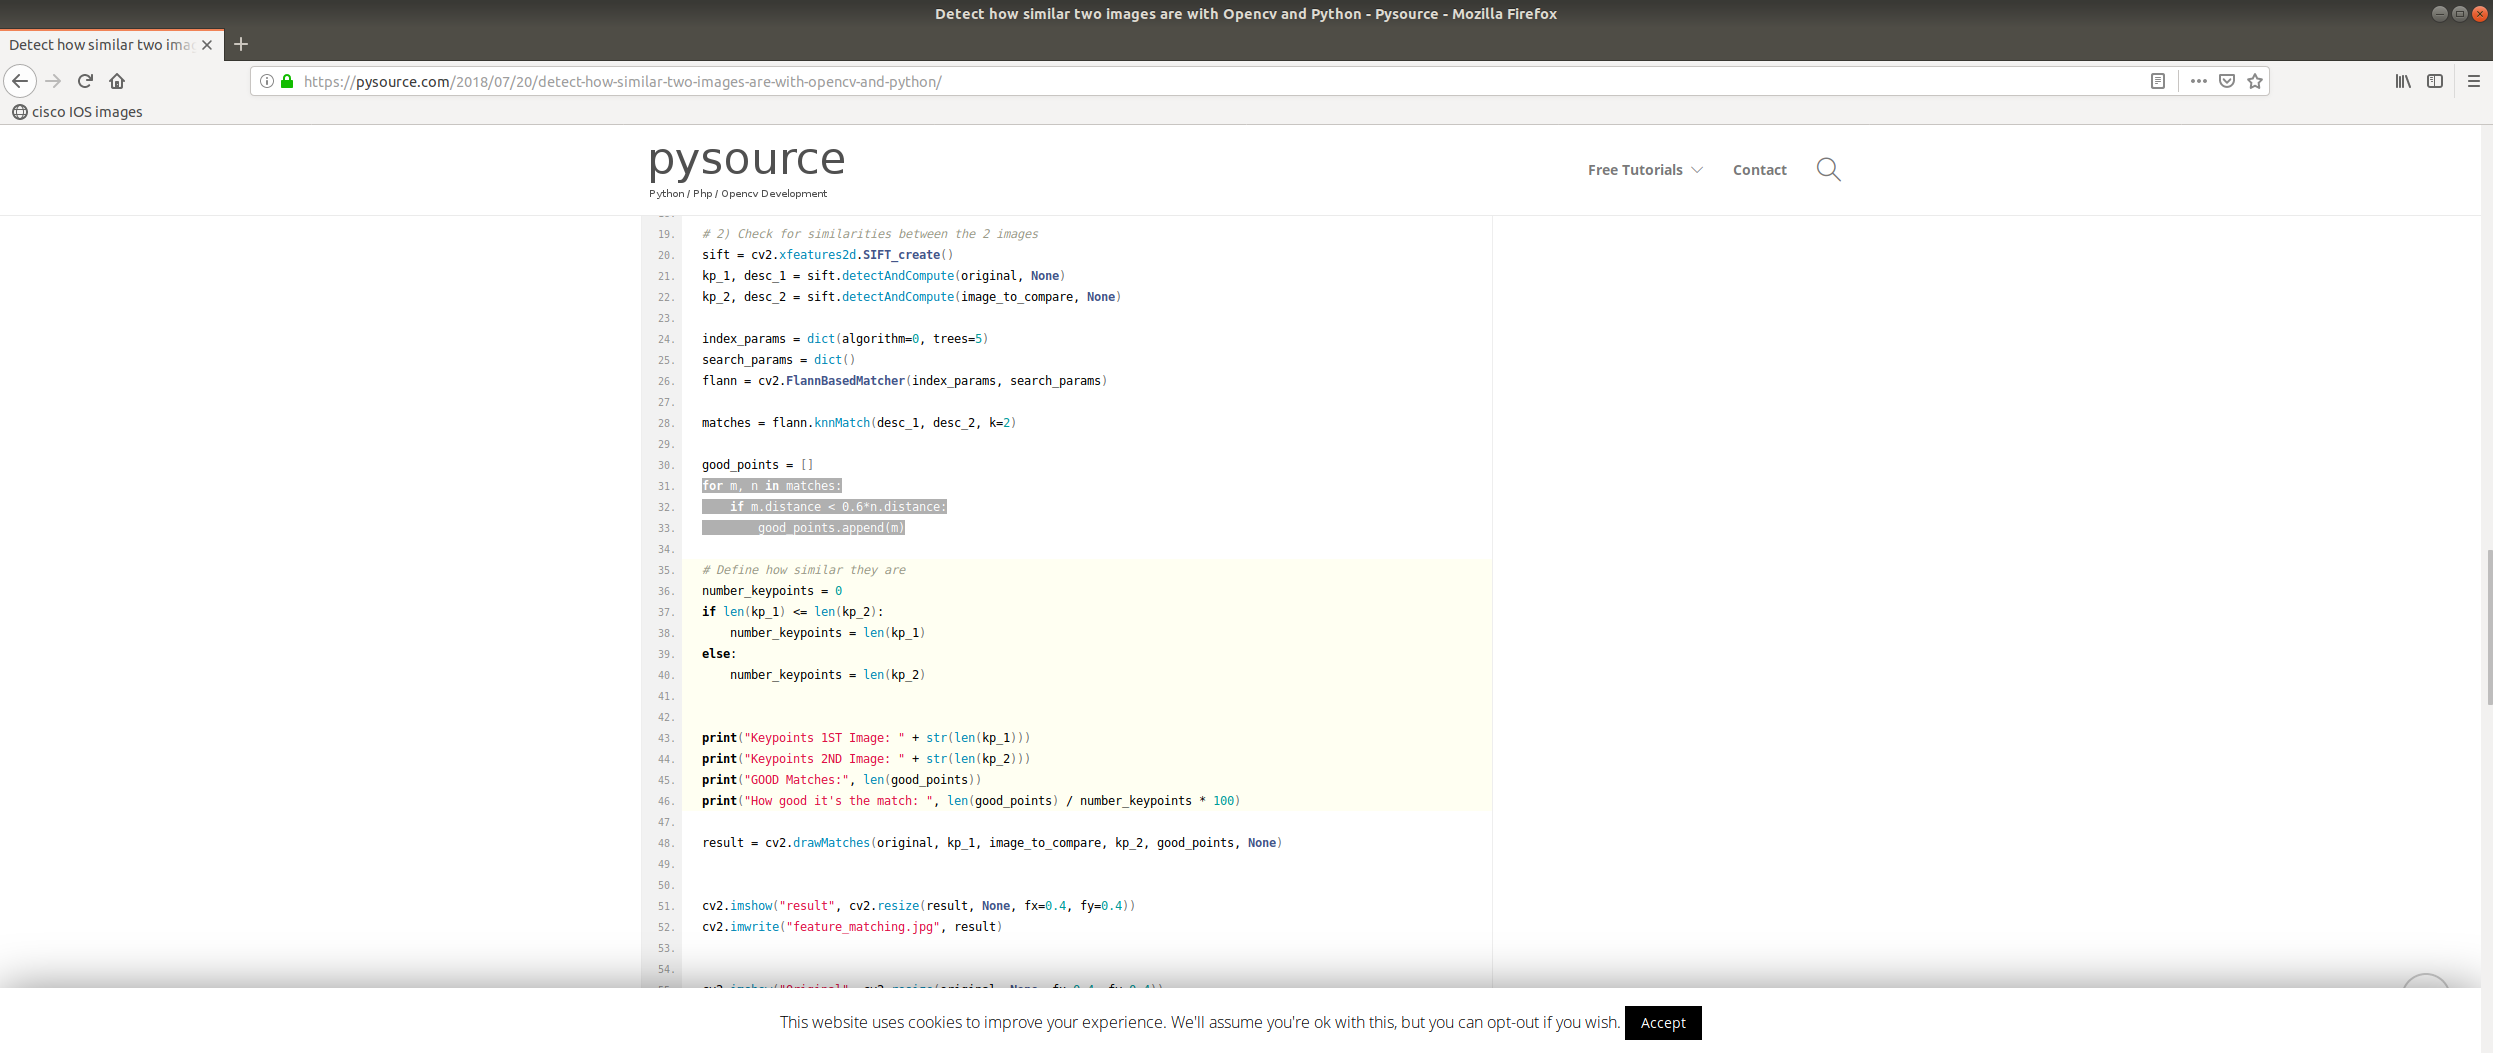 Detect how similar two images are with Opencv and Python - Pysource - Mozilla Firefox
Detect how similar two ima
https://pysource.com/2018/07/20/detect-how-similar-two-images-are-with-opencv-and-python/
cisco IOS images
pysource
Python / Php / Opencv Development
Free Tutorials
Contact
19. # 2) Check for similarities between the 2 images
20. sift = cv2.xfeatures2d.SIFT_create()
21. kp_1, desc_1 = sift.detectAndCompute(original, None)
22. kp_2, desc_2 = sift.detectAndCompute(image_to_compare, None)
23.
24. index_params = dict(algorithm=0, trees=5)
25. search_params = dict()
26. flann = cv2.FlannBasedMatcher(index_params, search_params)
27.
28. matches = flann.knnMatch(desc_1, desc_2, k=2)
29.
30. good_points = []
31. for m, n in matches:
32.     if m.distance < 0.6*n.distance:
33.         good_points.append(m)
34.
35. # Define how similar they are
36. number_keypoints = 0
37. if len(kp_1) <= len(kp_2):
38.     number_keypoints = len(kp_1)
39. else:
40.     number_keypoints = len(kp_2)
41.
42.
43. print("Keypoints 1ST Image: " + str(len(kp_1)))
44. print("Keypoints 2ND Image: " + str(len(kp_2)))
45. print("GOOD Matches:", len(good_points))
46. print("How good it's the match: ", len(good_points) / number_keypoints * 100)
47.
48. result = cv2.drawMatches(original, kp_1, image_to_compare, kp_2, good_points, None)
49.
50.
51. cv2.imshow("result", cv2.resize(result, None, fx=0.4, fy=0.4))
52. cv2.imwrite("feature_matching.jpg", result)
53.
54.
This website uses cookies to improve your experience. We'll assume you're ok with this, but you can opt-out if you wish.
Accept